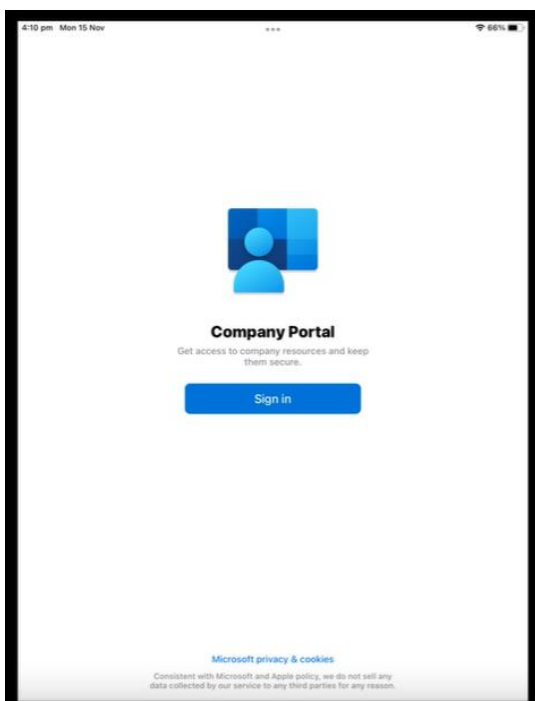 4:10 pm Mon 15 Nov
66%
Company Portal
Get access to company resources and keep
them secure.
Sign in
Microsoft privacy & cookies
Consistent with Microsoft and Apple policy, we do not sell any
data collected by our service to any third parties for any reason.